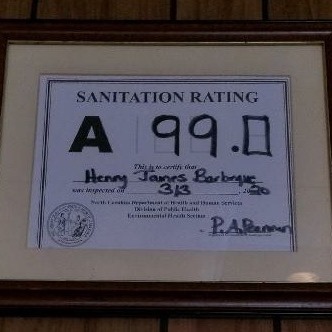 SANITATION RATING
A 99.0
This is to certify that
Henry James Barbeque
was inspected on 3/3, 2020
North Carolina Department of Health and Human Services
Division of Public Health
Environmental Health Section